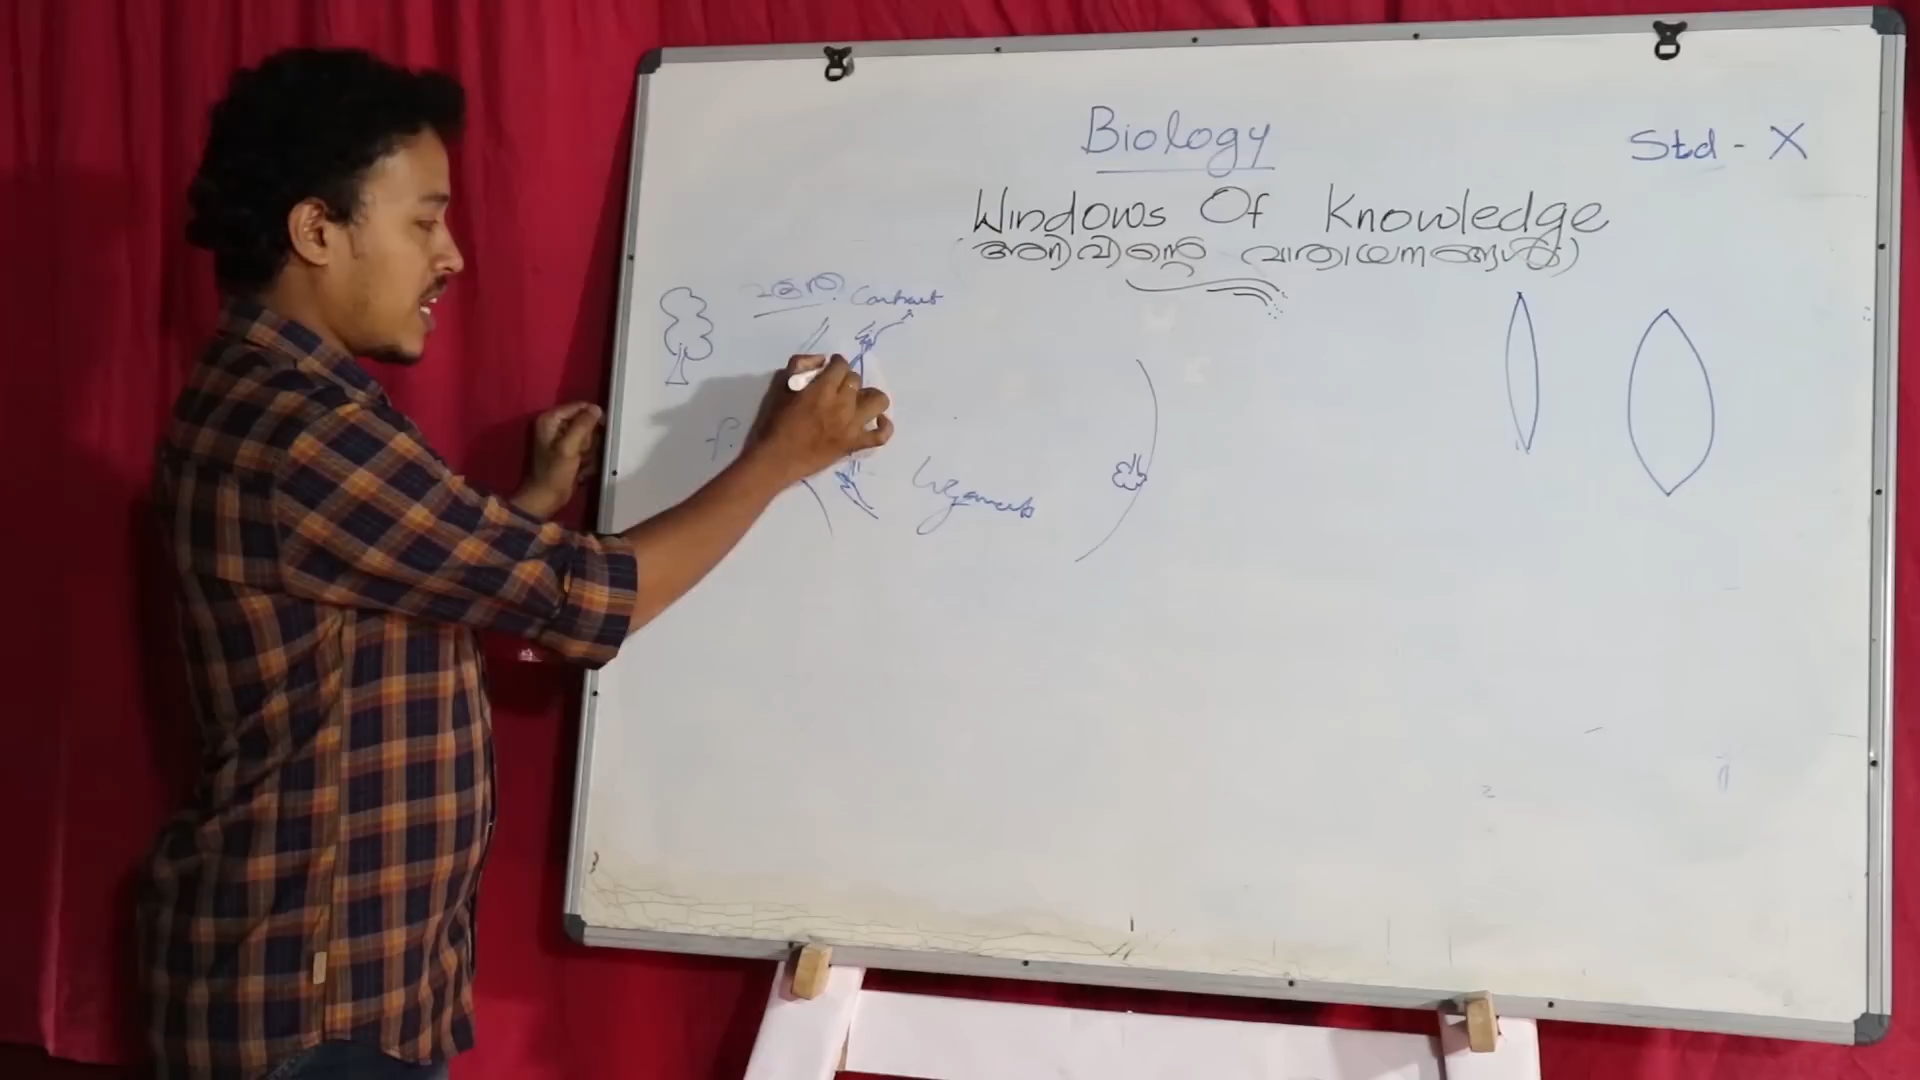 Biology
Std - X
Windows Of Knowledge
(അറിവിന്റെ വാതായനങ്ങൾ)
Contract
f.
Ligaments